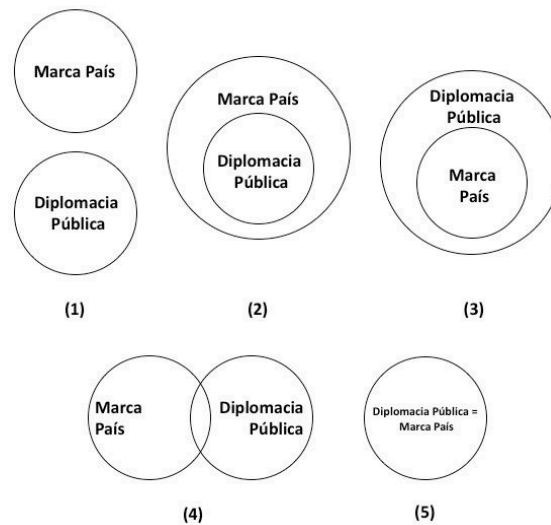 Marca País
Diplomacia
Pública
(1)
Marca País
Diplomacia
Pública
(2)
Diplomacia
Pública
Marca
País
(3)
Marca
País
Diplomacia
Pública
(4)
Diplomacia Pública =
Marca País
(5)